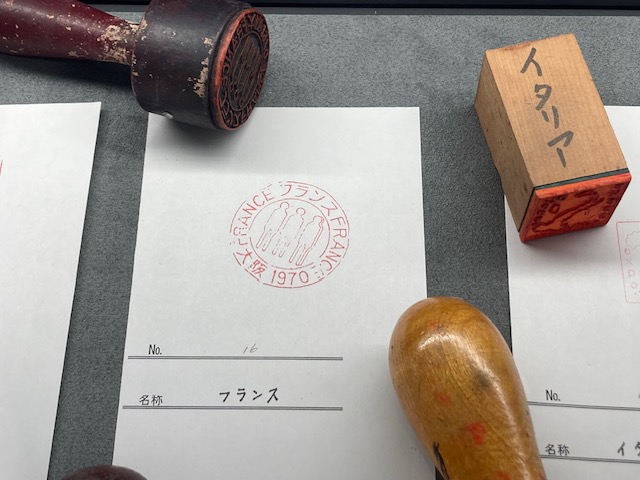 イタリア
FRANCE フランス FRANCE
大阪 1970
No. 16
名称 フランス
No.
名称 イタ